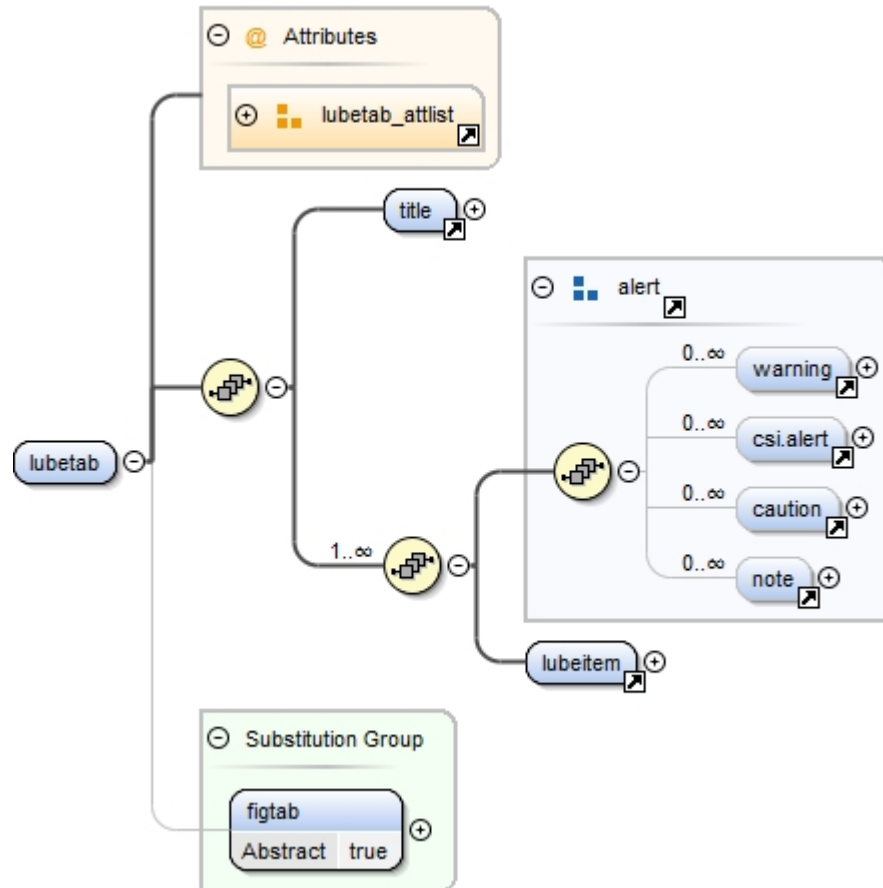 @ Attributes
lubetab_attlist
title
alert
0..∞
warning
0..∞
csi.alert
lubetab
0..∞
caution
1..∞
0..∞
note
lubeitem
Substitution Group
figtab
Abstract true